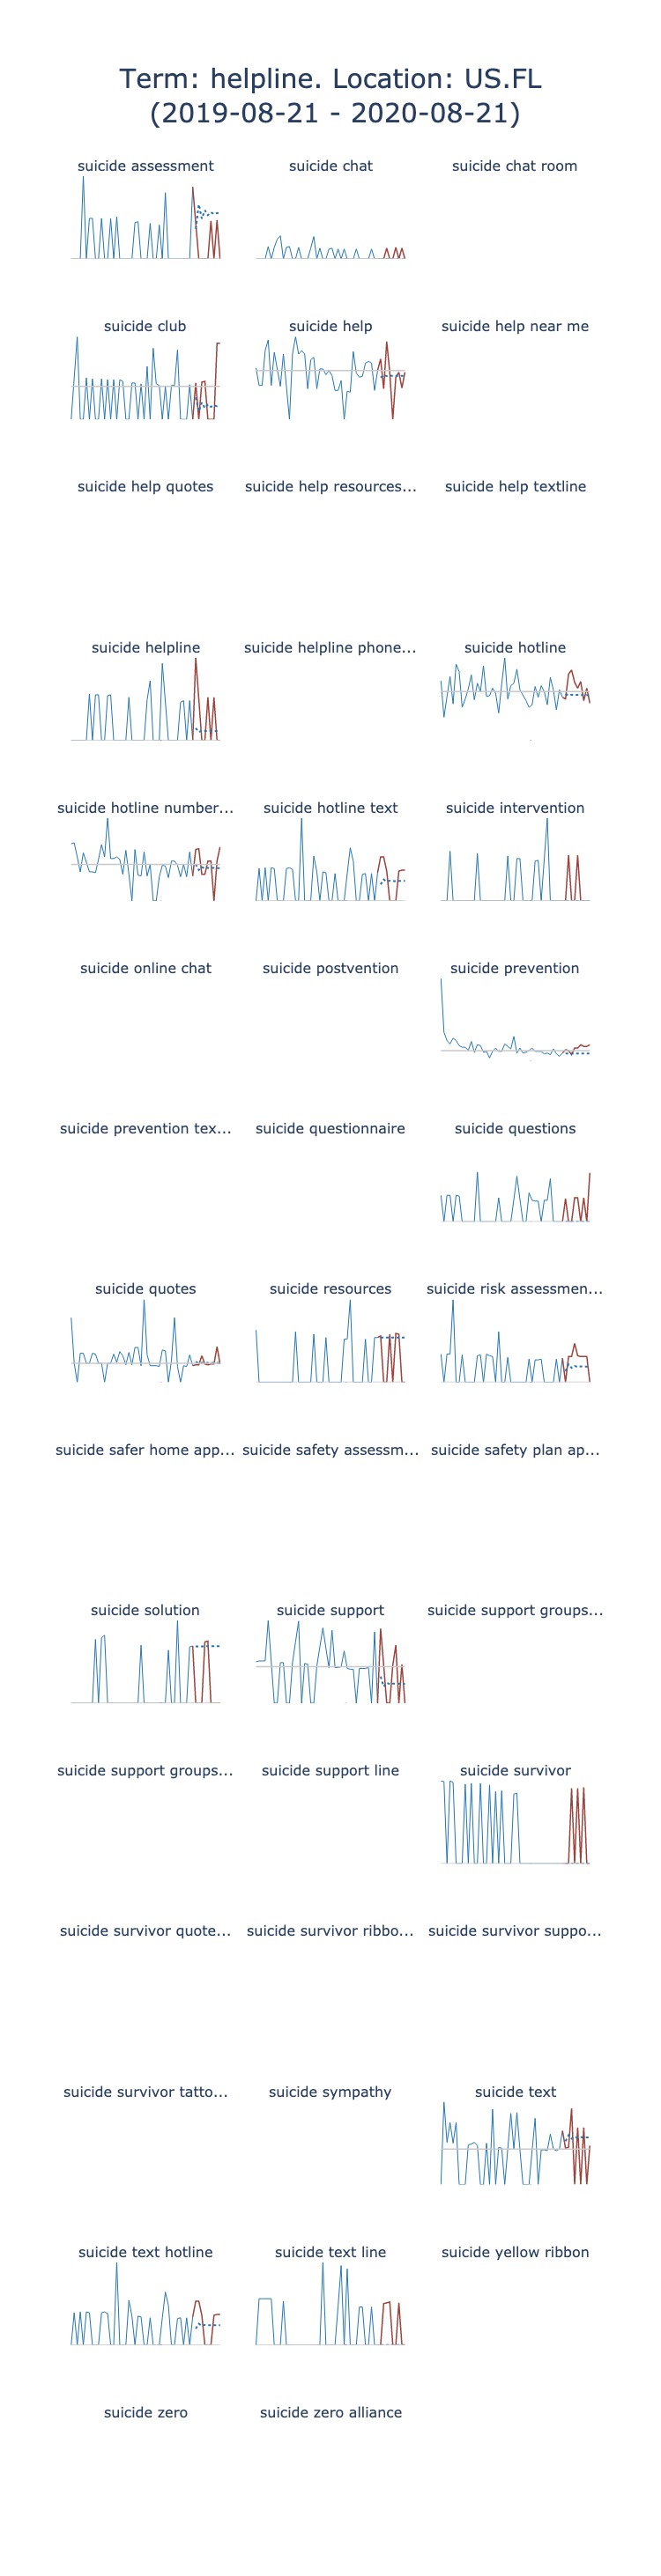 Term: helpline. Location: US.FL
(2019-08-21 - 2020-08-21)
suicide assessment
suicide chat
suicide chat room
suicide club
suicide help
suicide help near me
suicide help quotes
suicide help resources...
suicide help textline
suicide helpline
suicide helpline phone...
suicide hotline
suicide hotline number...
suicide hotline text
suicide intervention
suicide online chat
suicide postvention
suicide prevention
suicide prevention tex...
suicide questionnaire
suicide questions
suicide quotes
suicide resources
suicide risk assessmen...
suicide safer home app...
suicide safety assessm...
suicide safety plan ap...
suicide solution
suicide support
suicide support groups...
suicide support groups...
suicide support line
suicide survivor
suicide survivor quote...
suicide survivor ribbo...
suicide survivor suppo...
suicide survivor tatto...
suicide sympathy
suicide text
suicide text hotline
suicide text line
suicide yellow ribbon
suicide zero
suicide zero alliance